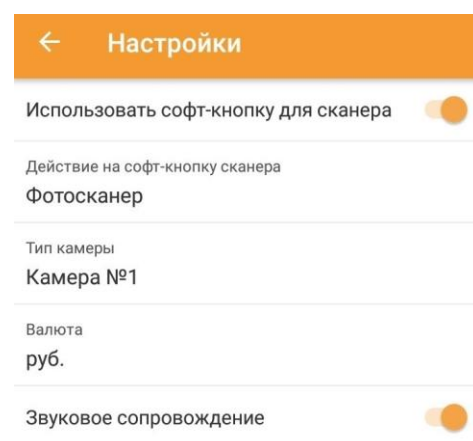 Настройки
Использовать софт-кнопку для сканера
Действие на софт-кнопку сканера
Фотосканер
Тип камеры
Камера №1
Валюта
руб.
Звуковое сопровождение